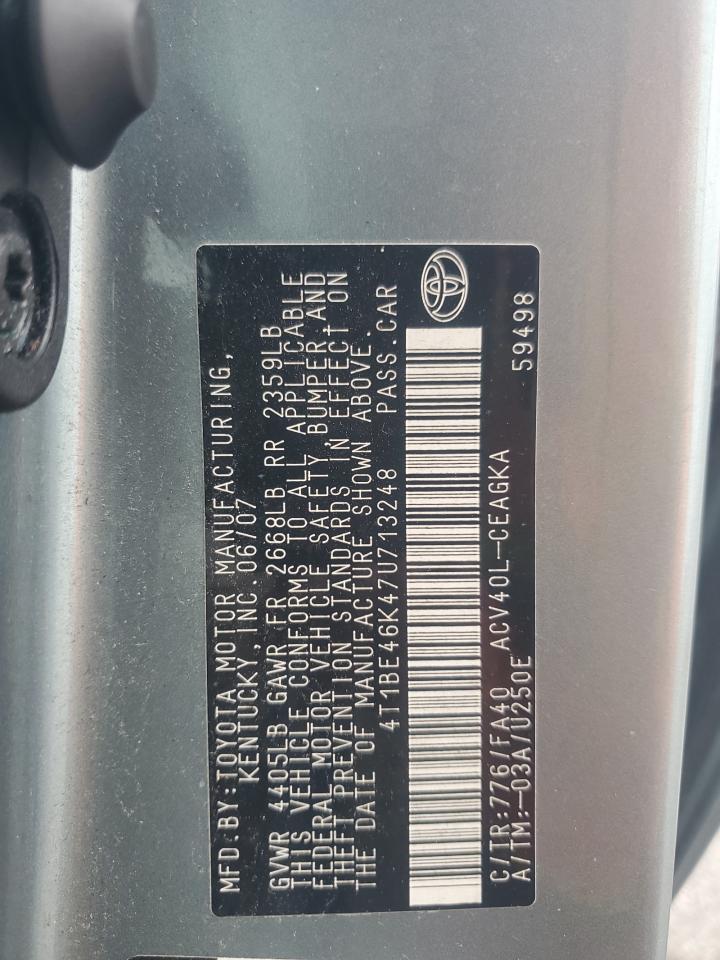 MFD.BY:TOYOTA MOTOR MANUFACTURING,
KENTUCKY, INC. 06/07
GVWR 4405LB GAWR FR 2668LB RR 2359LB
THIS VEHICLE CONFORMS TO ALL APPLICABLE
FEDERAL MOTOR VEHICLE SAFETY, BUMPER, AND
THEFT PREVENTION STANDARDS IN EFFECT ON
THE DATE OF MANUFACTURE SHOWN ABOVE.
4T1BE46K47U713248 PASS.CAR
C/TR:776/FA40 ACV40L-CEAGKA 59498
A/TM:-03A/U250E